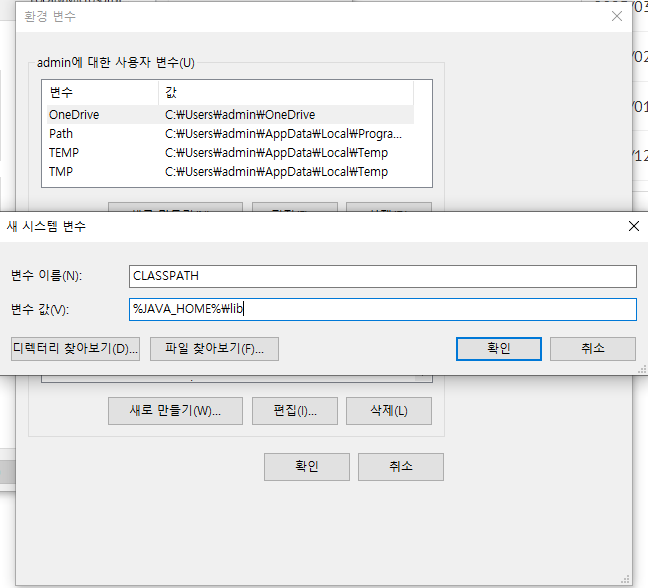 환경 변수
admin에 대한 사용자 변수(U)
변수 값
OneDrive C:₩Users₩admin₩OneDrive
Path C:₩Users₩admin₩AppData₩Local₩Progra...
TEMP C:₩Users₩admin₩AppData₩Local₩Temp
TMP C:₩Users₩admin₩AppData₩Local₩Temp
새 시스템 변수
변수 이름(N): CLASSPATH
변수 값(V): %JAVA_HOME%₩lib
디렉터리 찾아보기(D)... 파일 찾아보기(F)... 확인 취소
새로 만들기(W)... 편집(I)... 삭제(L)
확인 취소